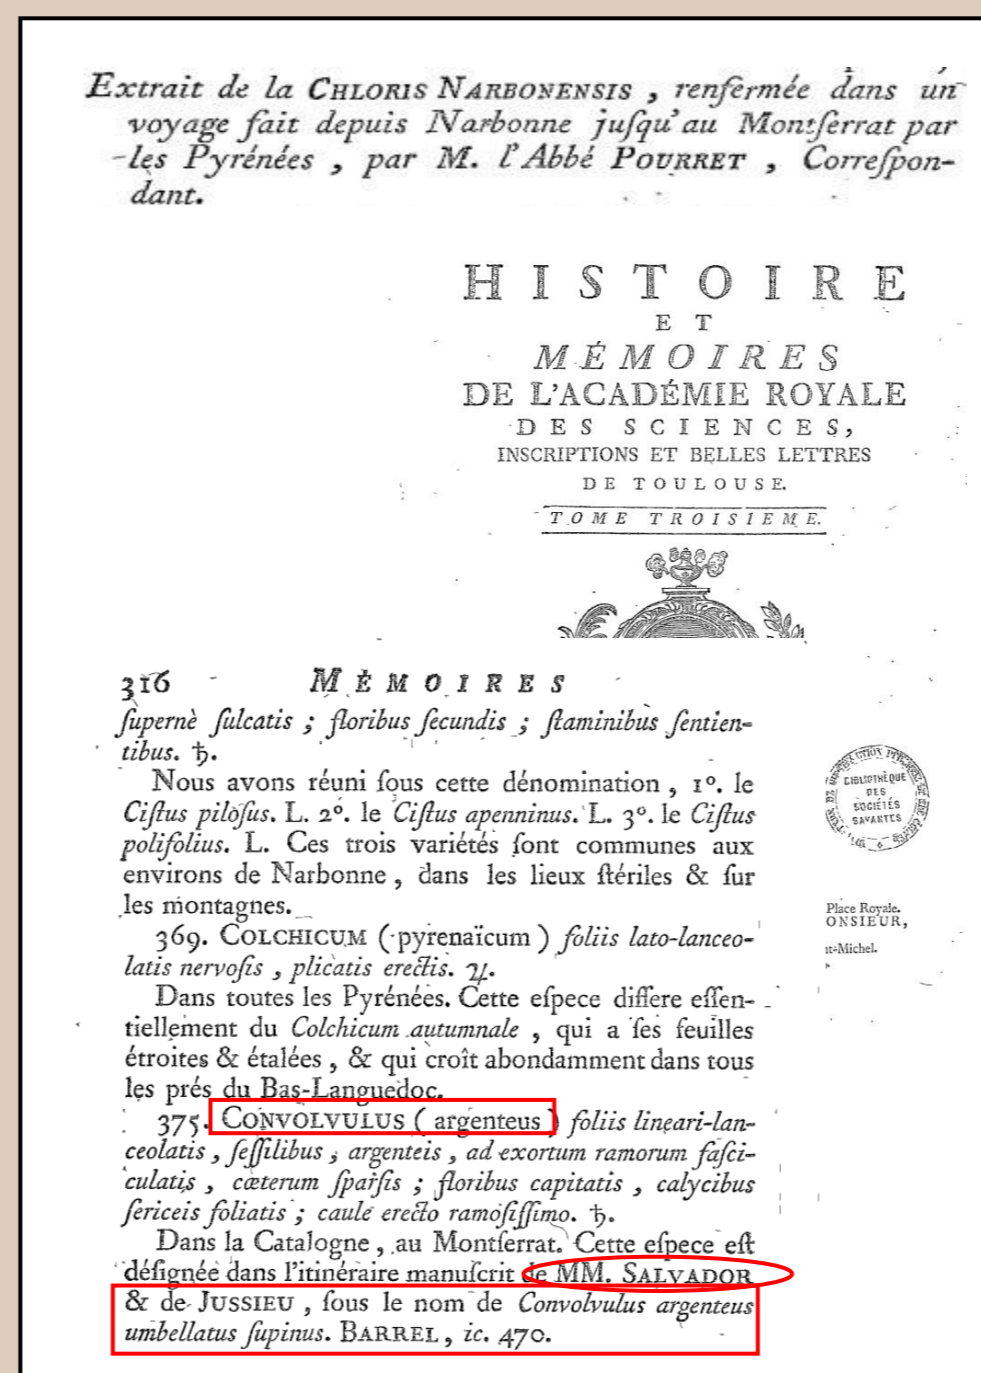 Extrait de la CHLORIS NARBONENSIS , renfermée dans un
voyage fait depuis Narbonne juſqu'au Montſerrat par
les Pyrénées , par M. l'Abbé POURRET , Correſpon-
dant.
HISTOIRE
ET
MÉMOIRES
DE L'ACADÉMIE ROYALE
DES SCIENCES,
INSCRIPTIONS ET BELLES LETTRES
DE TOULOUSE.
TOME TROISIEME.
316 MÈMOIRES
ſupernè ſulcatis ; floribus ſecundis ; ſtaminibus ſentien-
tibus. ♄.
Nous avons réuni ſous cette dénomination , 1º. le
Ciſtus piloſus. L. 2º. le Ciſtus apenninus. L. 3º. le Ciſtus
polifolius. L. Ces trois variétés ſont communes aux
environs de Narbonne , dans les lieux ſtériles & ſur
les montagnes.
369. COLCHICUM ( pyrenaïcum ) foliis lato-lanceo-
latis nervoſis , plicatis erectis. ♃.
Dans toutes les Pyrénées. Cette eſpece differe eſſen-
tiellement du Colchicum autumnale , qui a ſes feuilles
étroites & étalées , & qui croît abondamment dans tous
les prés du Bas-Languedoc.
375. CONVOLVULUS ( argenteus ) foliis lineari-lan-
ceolatis , ſeſſilibus , argenteis , ad exortum ramorum faſci-
culatis , cæterum ſparſis ; floribus capitatis , calycibus
ſericeis foliatis ; caule erecto ramoſiſſimo. ♄.
Dans la Catalogne , au Montſerrat. Cette eſpece eſt
déſignée dans l'itinéraire manuſcrit de MM. SALVADOR
& de JUSSIEU , ſous le nom de Convolvulus argenteus
umbellatus ſupinus. BARREL , ic. 470.
BIBLIOTHÈQUE
DES
SOCIÉTÉS
SAVANTES
Place Royale.
ONSIEUR,
nt-Michel.